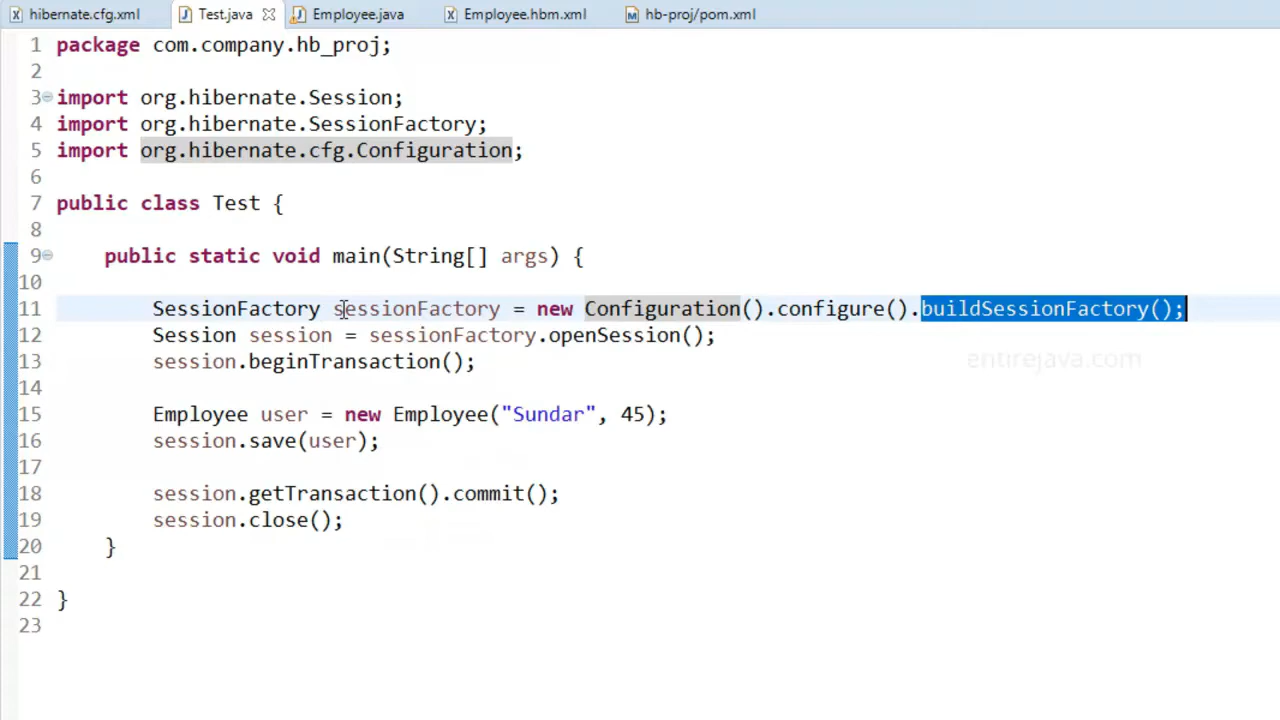 hibernate.cfg.xml Test.java Employee.java Employee.hbm.xml hb-proj/pom.xml
1 package com.company.hb_proj;
2
3 import org.hibernate.Session;
4 import org.hibernate.SessionFactory;
5 import org.hibernate.cfg.Configuration;
6
7 public class Test {
8
9 public static void main(String[] args) {
10
11 SessionFactory sessionFactory = new Configuration().configure().buildSessionFactory();
12 Session session = sessionFactory.openSession();
entirejava.com
13 session.beginTransaction();
14
15 Employee user = new Employee("Sundar", 45);
16 session.save(user);
17
18 session.getTransaction().commit();
19 session.close();
20 }
21
22 }
23